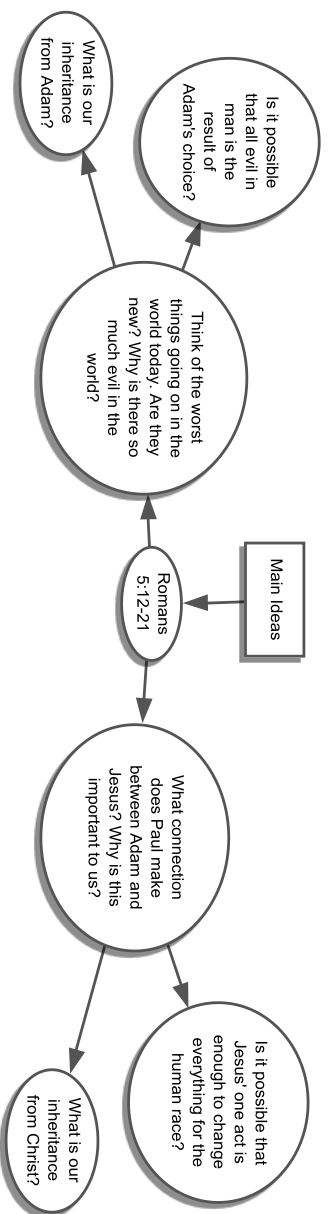 Main Ideas
Romans
5:12-21
Think of the worst
things going on in the
world today. Are they
new? Why is there so
much evil in the
world?
Is it possible
that all evil in
man is the
result of
Adam's choice?
What is our
inheritance
from Adam?
What connection
does Paul make
between Adam and
Jesus? Why is this
important to us?
Is it possible that
Jesus' one act is
enough to change
everything for the
human race?
What is our
inheritance
from Christ?